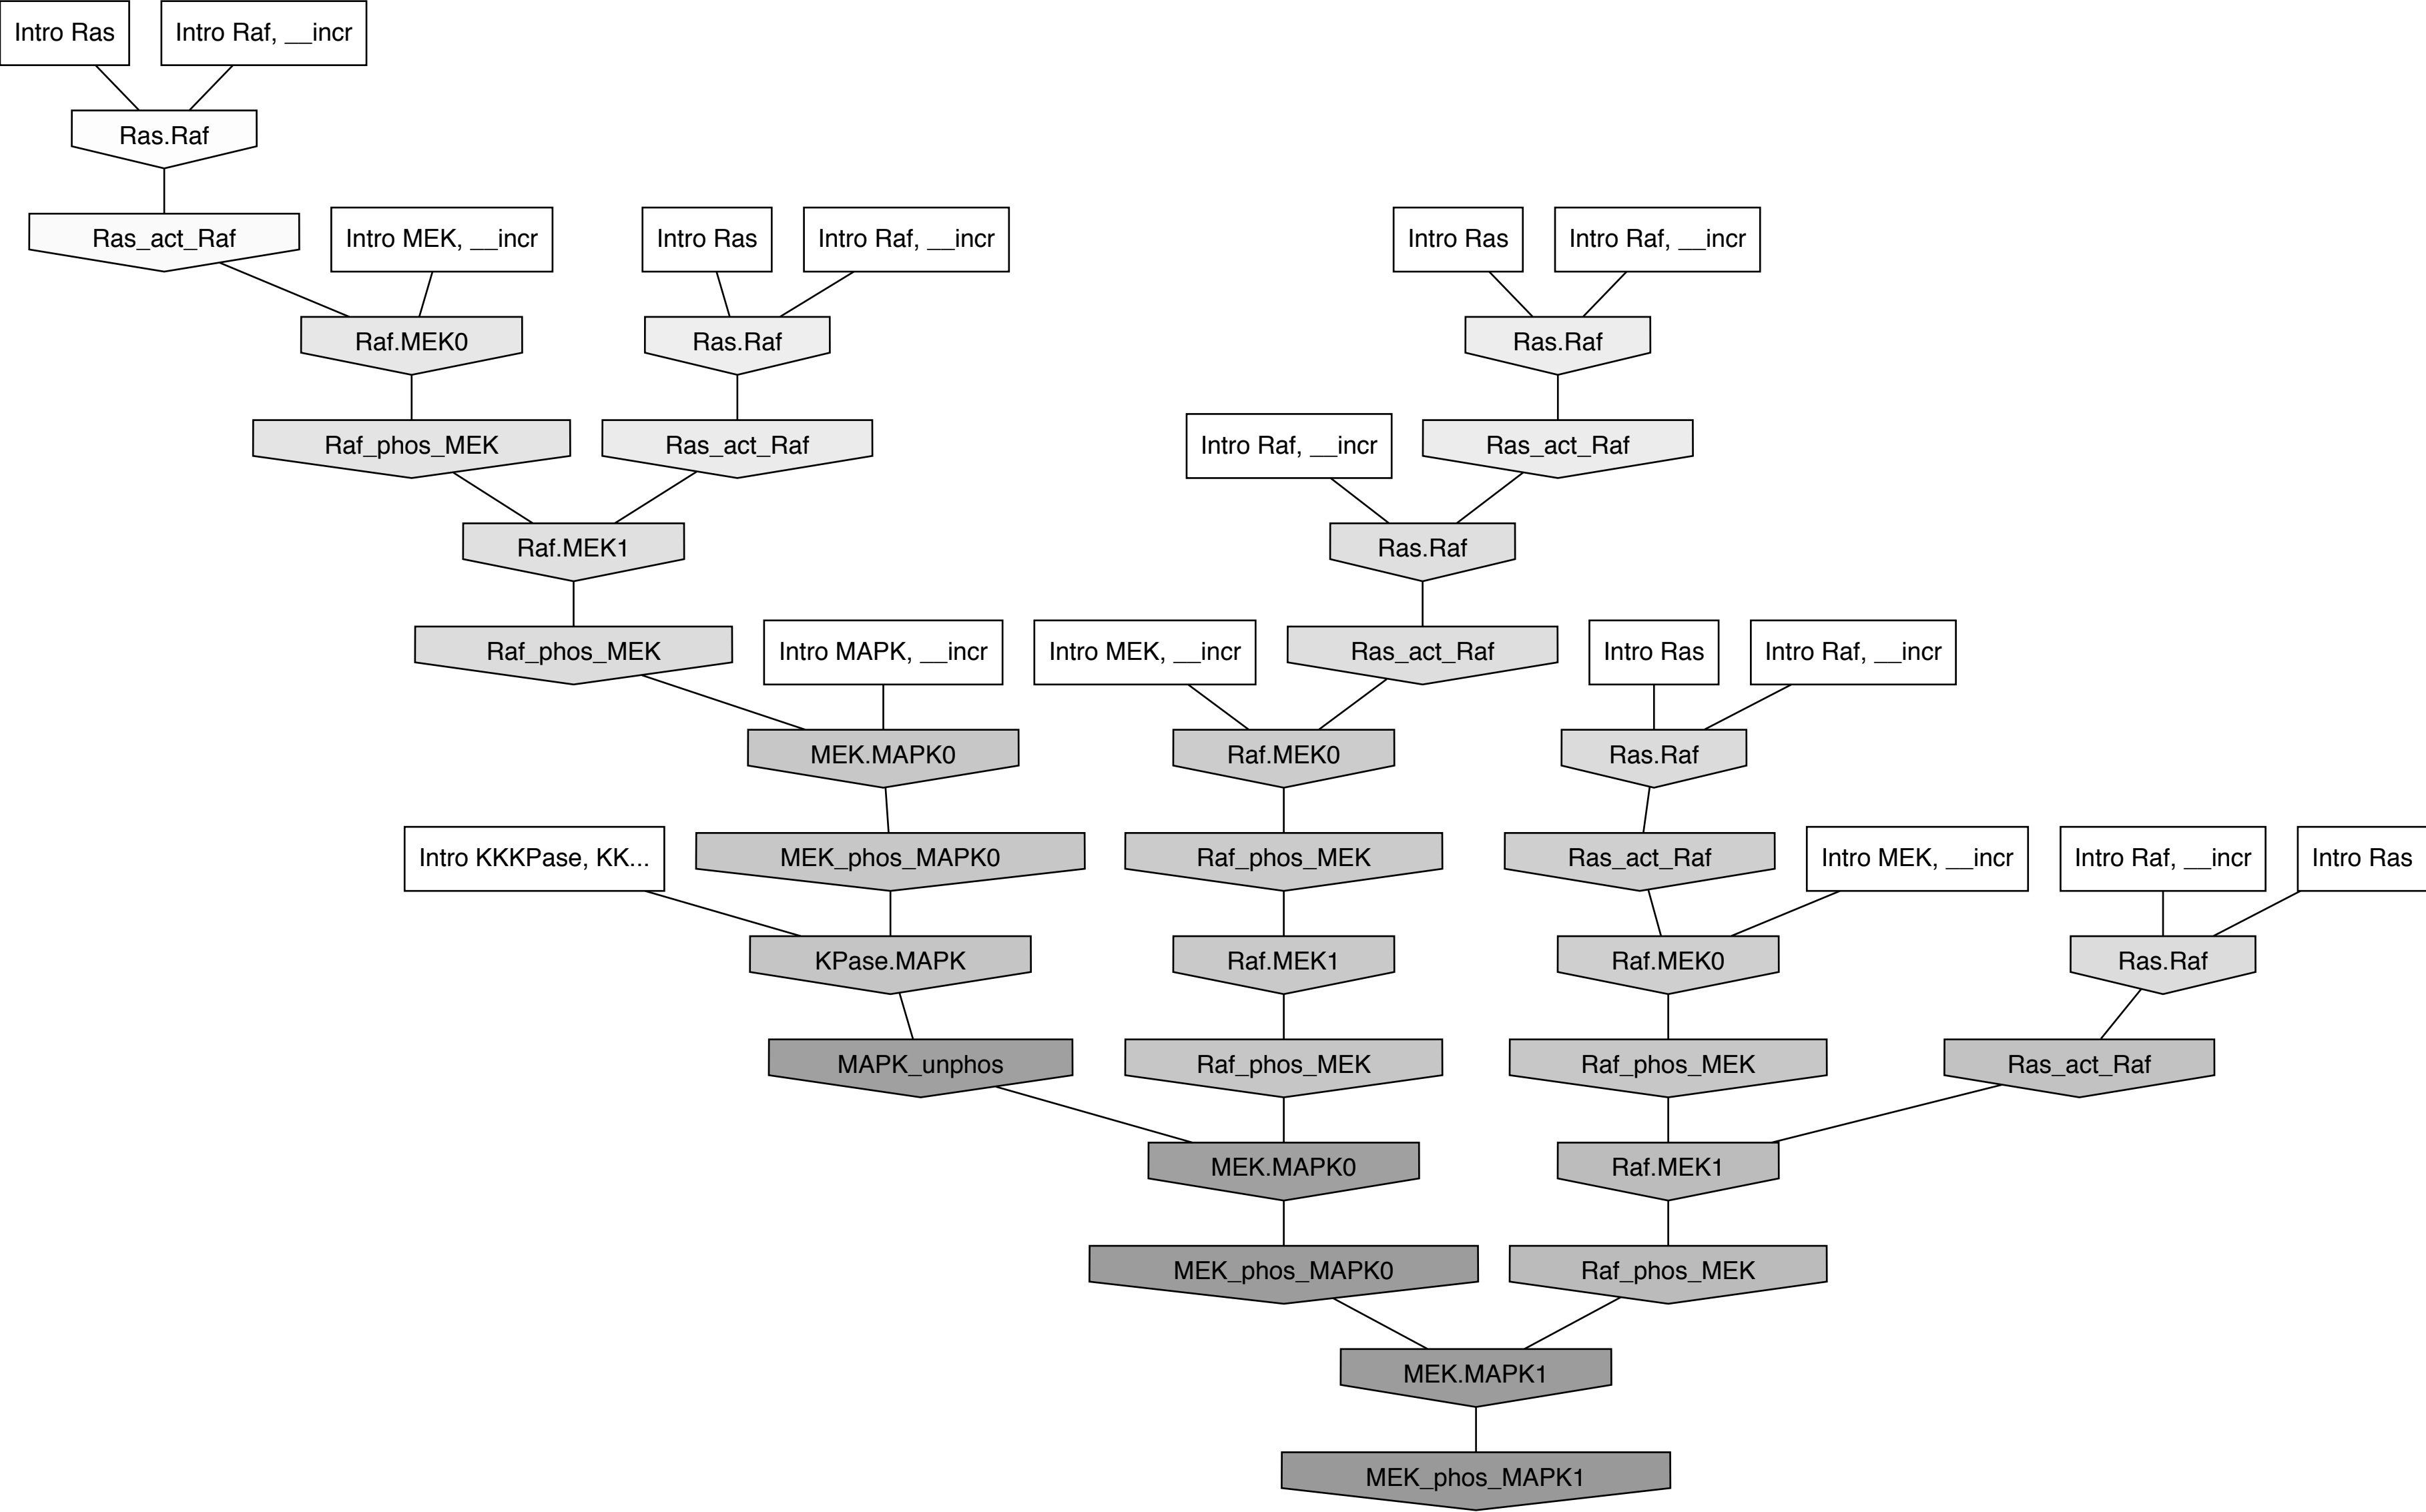 Intro Ras
Intro Raf, __incr
Ras.Raf
Ras_act_Raf
Intro MEK, __incr
Intro Ras
Intro Raf, __incr
Intro Ras
Intro Raf, __incr
Raf.MEK0
Ras.Raf
Ras.Raf
Raf_phos_MEK
Ras_act_Raf
Intro Raf, __incr
Ras_act_Raf
Raf.MEK1
Ras.Raf
Raf_phos_MEK
Intro MAPK, __incr
Intro MEK, __incr
Ras_act_Raf
Intro Ras
Intro Raf, __incr
MEK.MAPK0
Raf.MEK0
Ras.Raf
Intro KKKPase, KK...
MEK_phos_MAPK0
Raf_phos_MEK
Ras_act_Raf
Intro MEK, __incr
Intro Raf, __incr
Intro Ras
KPase.MAPK
Raf.MEK1
Raf.MEK0
Ras.Raf
MAPK_unphos
Raf_phos_MEK
Raf_phos_MEK
Ras_act_Raf
MEK.MAPK0
Raf.MEK1
MEK_phos_MAPK0
Raf_phos_MEK
MEK.MAPK1
MEK_phos_MAPK1